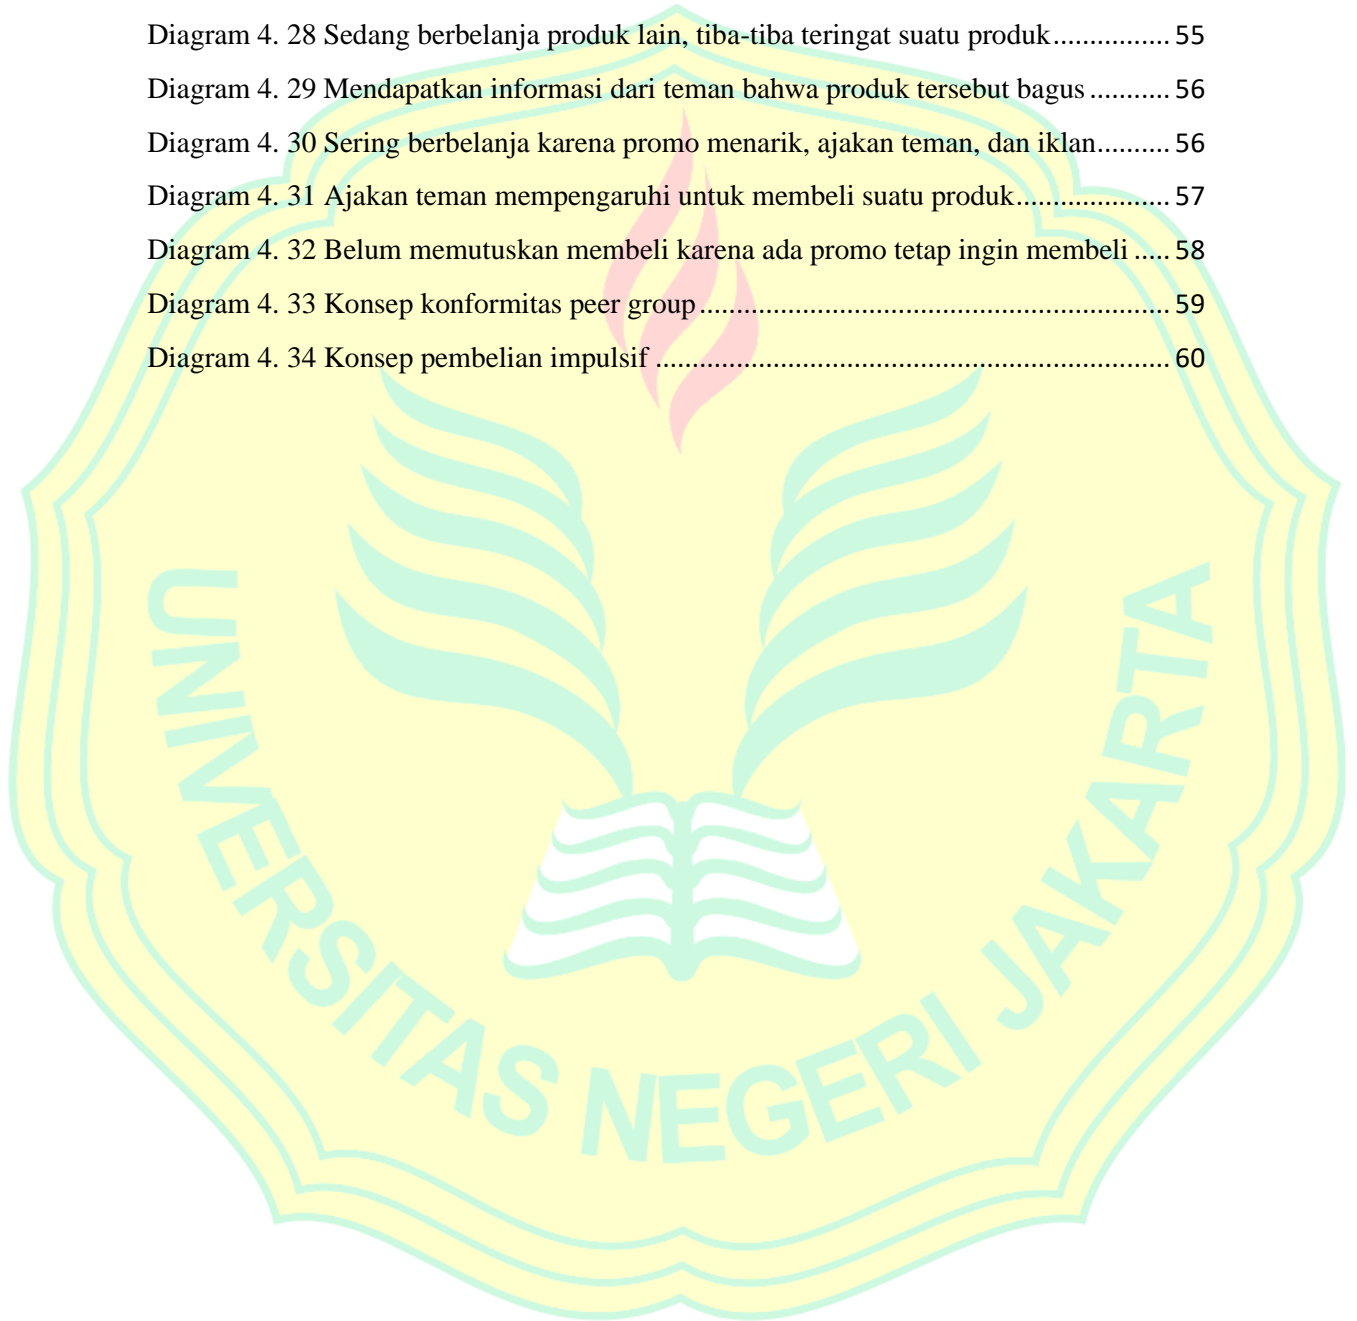 Diagram 4. 28 Sedang berbelanja produk lain, tiba-tiba teringat suatu produk................ 55
Diagram 4. 29 Mendapatkan informasi dari teman bahwa produk tersebut bagus ........... 56
Diagram 4. 30 Sering berbelanja karena promo menarik, ajakan teman, dan iklan.......... 56
Diagram 4. 31 Ajakan teman mempengaruhi untuk membeli suatu produk..................... 57
Diagram 4. 32 Belum memutuskan membeli karena ada promo tetap ingin membeli ..... 58
Diagram 4. 33 Konsep konformitas peer group ................................................................ 59
Diagram 4. 34 Konsep pembelian impulsif ...................................................................... 60
UNIVERSITAS NEGERI JAKARTA